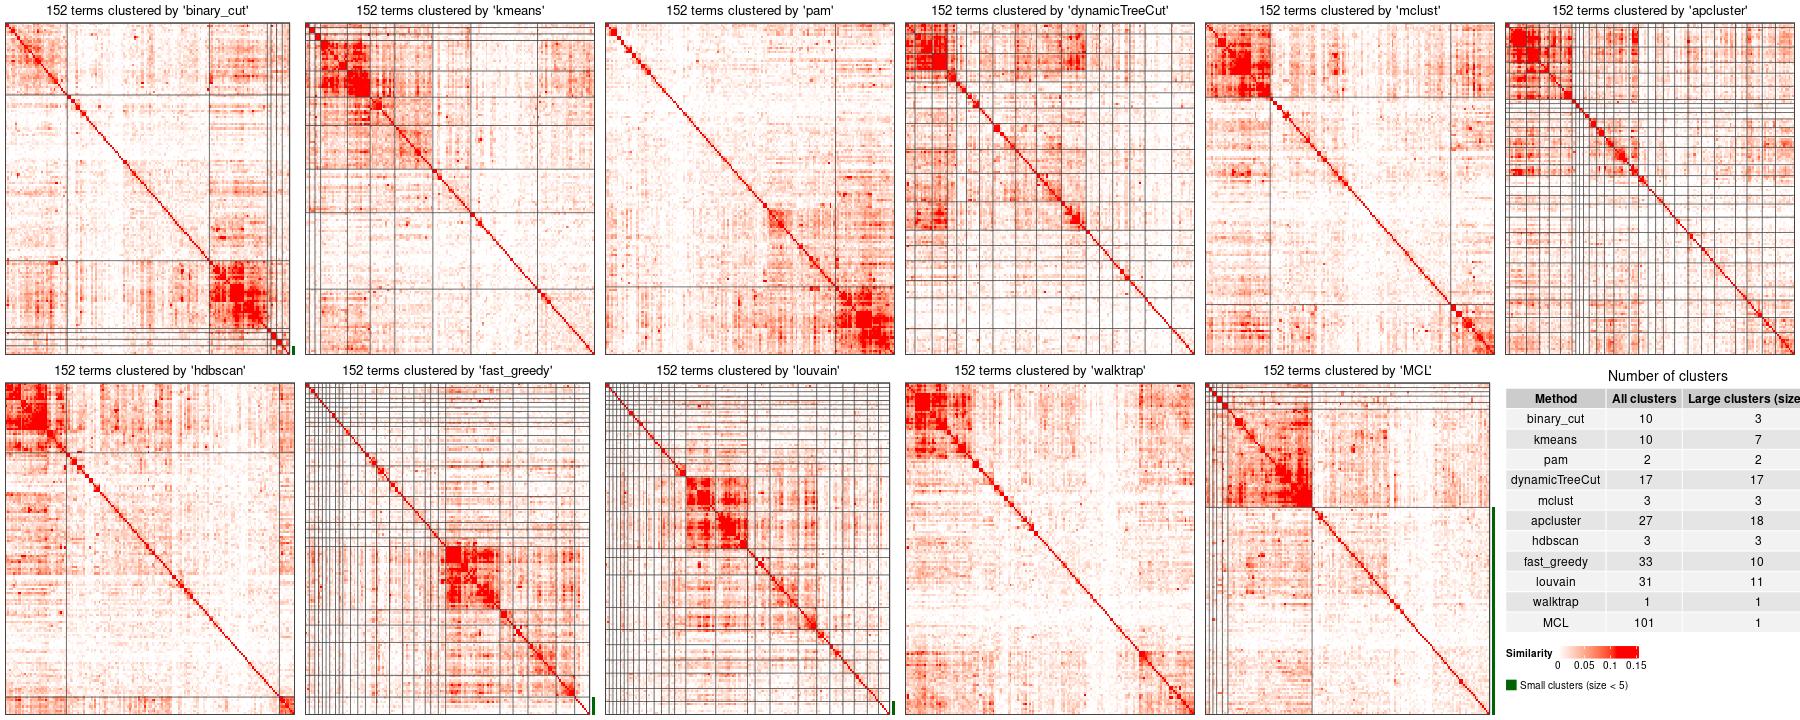 152 terms clustered by 'binary_cut'
152 terms clustered by 'kmeans'
152 terms clustered by 'pam'
152 terms clustered by 'dynamicTreeCut'
152 terms clustered by 'mclust'
152 terms clustered by 'apcluster'
152 terms clustered by 'hdbscan'
152 terms clustered by 'fast_greedy'
152 terms clustered by 'louvain'
152 terms clustered by 'walktrap'
152 terms clustered by 'MCL'
Number of clusters
Method All clusters Large clusters (size
binary_cut 10 3
kmeans 10 7
pam 2 2
dynamicTreeCut 17 17
mclust 3 3
apcluster 27 18
hdbscan 3 3
fast_greedy 33 10
louvain 31 11
walktrap 1 1
MCL 101 1
Similarity
0 0.05 0.1 0.15
Small clusters (size < 5)